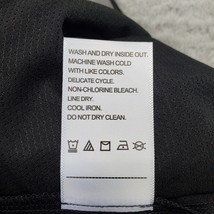 WASH AND DRY INSIDE OUT.
MACHINE WASH COLD
WITH LIKE COLORS.
DELICATE CYCLE.
NON-CHLORINE BLEACH.
LINE DRY.
COOL IRON.
DO NOT DRY CLEAN.